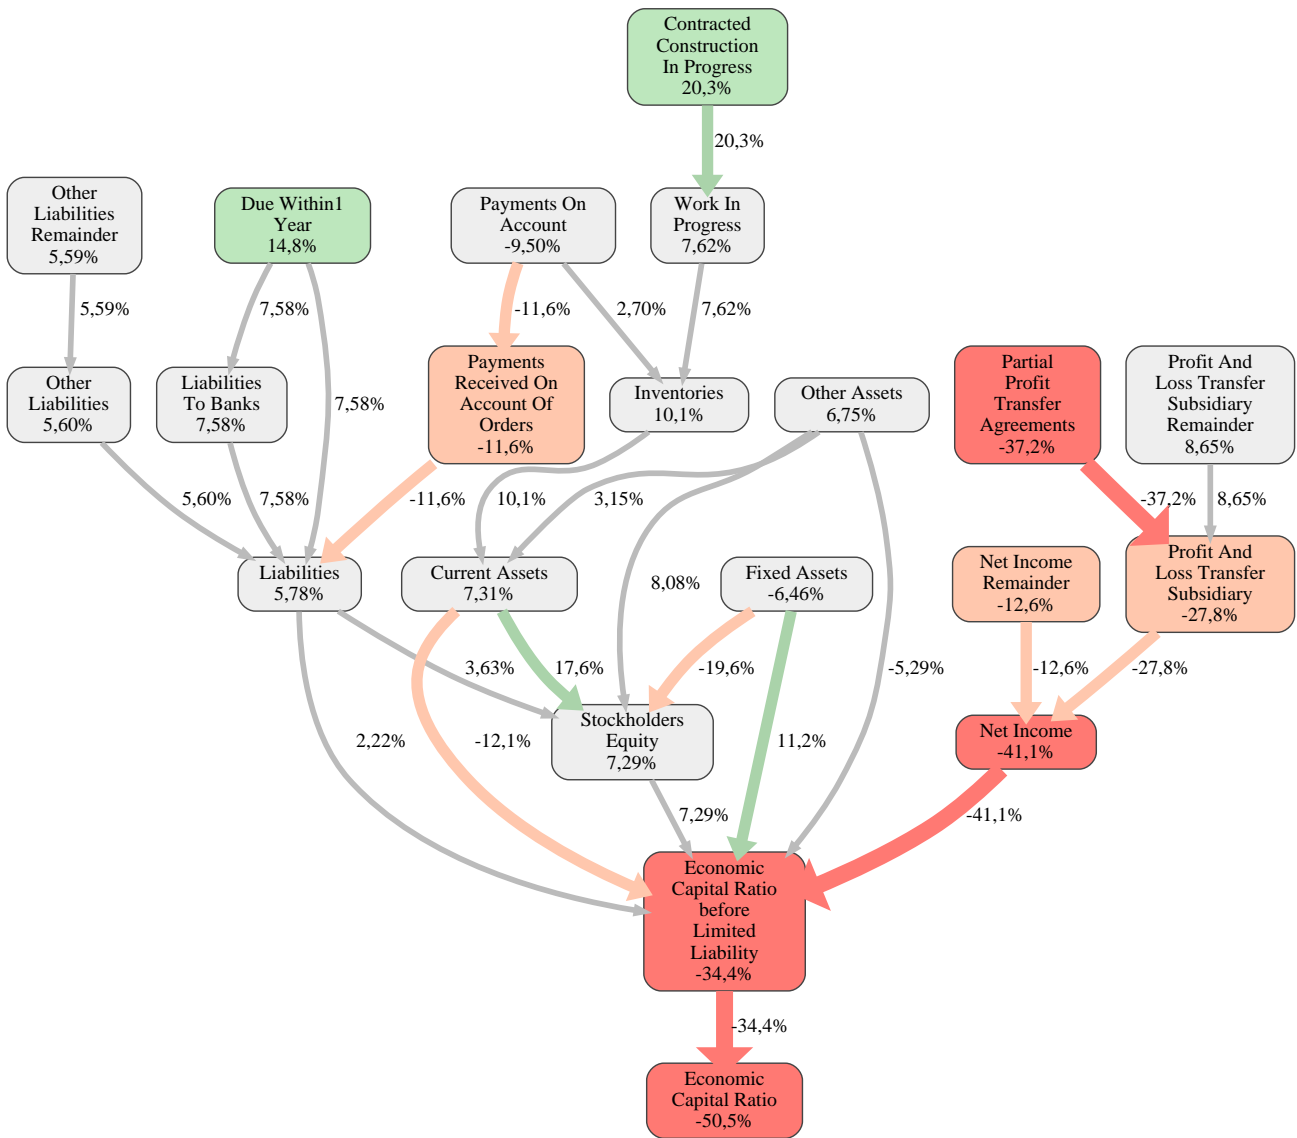 Contracted
Construction
In Progress
20,3%
20,3%
Other
Liabilities
Remainder
5,59%
Due Within1
Year
14,8%
Payments On
Account
-9,50%
Work In
Progress
7,62%
5,59%
7,58%
-11,6%
2,70%
7,62%
Other
Liabilities
5,60%
Liabilities
To Banks
7,58%
7,58%
Payments
Received On
Account Of
Orders
-11,6%
Inventories
10,1%
Other Assets
6,75%
Partial
Profit
Transfer
Agreements
-37,2%
Profit And
Loss Transfer
Subsidiary
Remainder
8,65%
5,60%
7,58%
-11,6%
10,1%
3,15%
-37,2%
8,65%
Liabilities
5,78%
Current Assets
7,31%
8,08%
Fixed Assets
-6,46%
Net Income
Remainder
-12,6%
Profit And
Loss Transfer
Subsidiary
-27,8%
3,63%
17,6%
-19,6%
-5,29%
-12,6%
-27,8%
2,22%
-12,1%
Stockholders
Equity
7,29%
11,2%
Net Income
-41,1%
7,29%
-41,1%
Economic
Capital Ratio
before
Limited
Liability
-34,4%
-34,4%
Economic
Capital Ratio
-50,5%